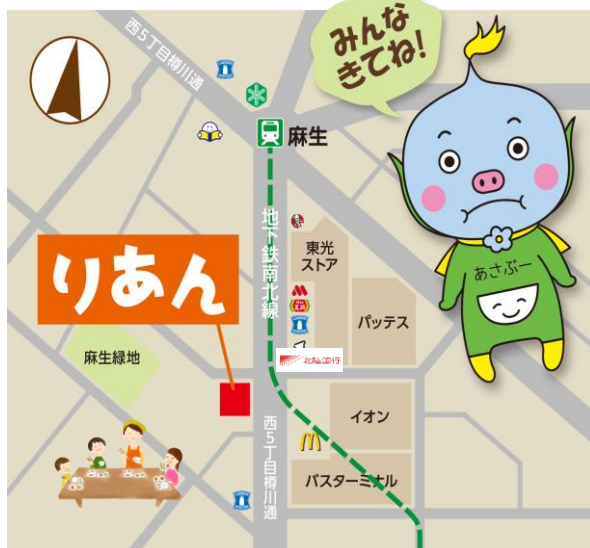 みんな
きてね!
西5丁目樽川通
麻生
地下鉄南北線
東光
ストア
りあん
あさぶー
パッテス
麻生緑地
北陸銀行
イオン
西5丁目樽川通
バスターミナル